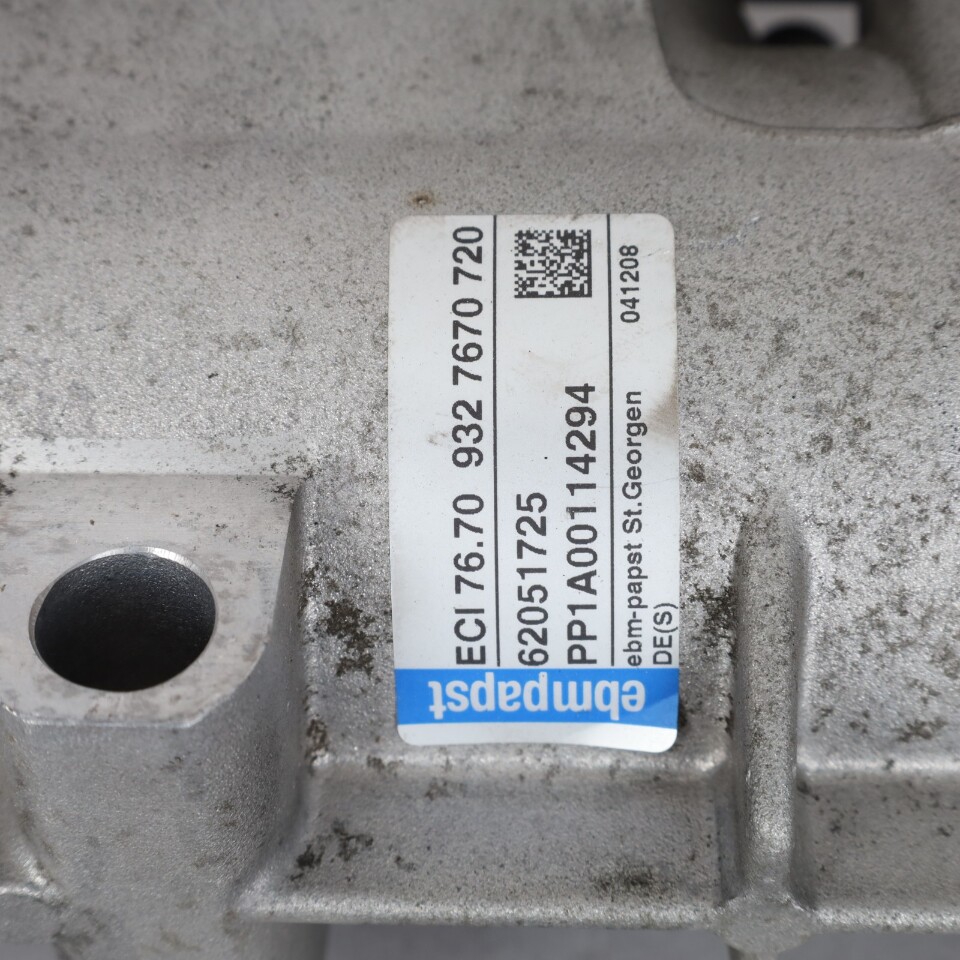 ECI 76.70 932 7670 720
62051725
PP1A00114294
ebm-papst St.Georgen 041208
DE(S)
ebmpapst